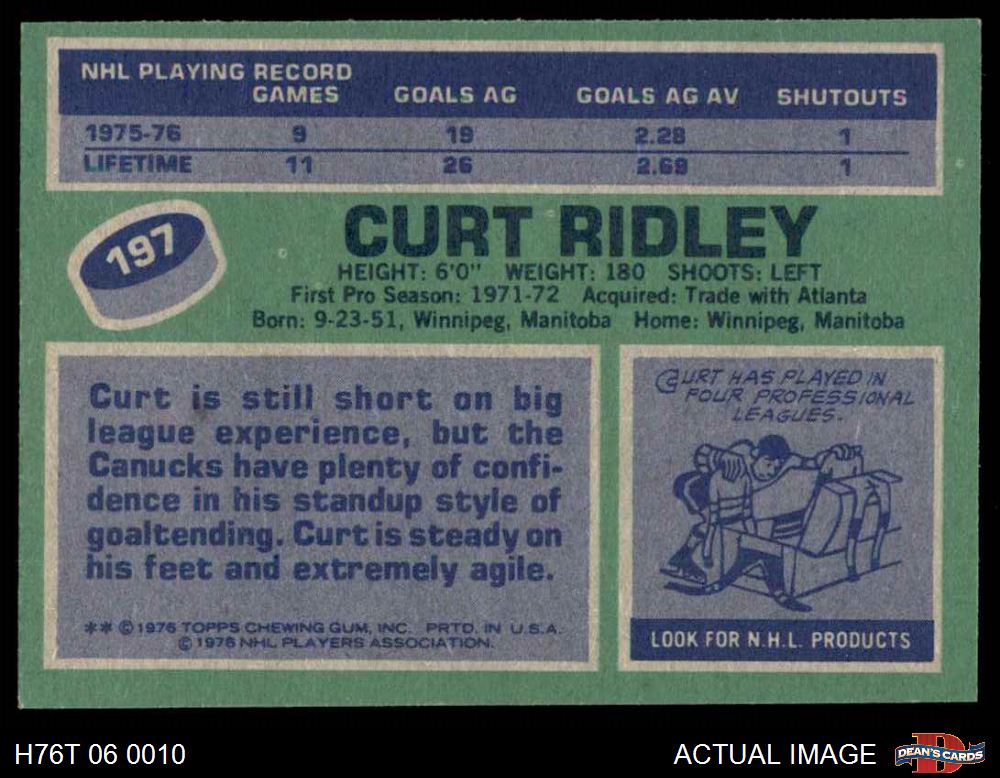 NHL PLAYING RECORD
GAMES GOALS AG GOALS AG AV SHUTOUTS
1975-76 9 19 2.28 1
LIFETIME 11 26 2.69 1
197
CURT RIDLEY
HEIGHT: 6'0" WEIGHT: 180 SHOOTS: LEFT
First Pro Season: 1971-72 Acquired: Trade with Atlanta
Born: 9-23-51, Winnipeg, Manitoba Home: Winnipeg, Manitoba
Curt is still short on big
league experience, but the
Canucks have plenty of confi-
dence in his standup style of
goaltending. Curt is steady on
his feet and extremely agile.
** © 1976 TOPPS CHEWING GUM, INC. PRTD. IN U.S.A.
© 1976 NHL PLAYERS ASSOCIATION.
CURT HAS PLAYED IN
FOUR PROFESSIONAL
LEAGUES.
LOOK FOR N.H.L. PRODUCTS
H76T 06 0010
ACTUAL IMAGE
DEAN'S CARDS